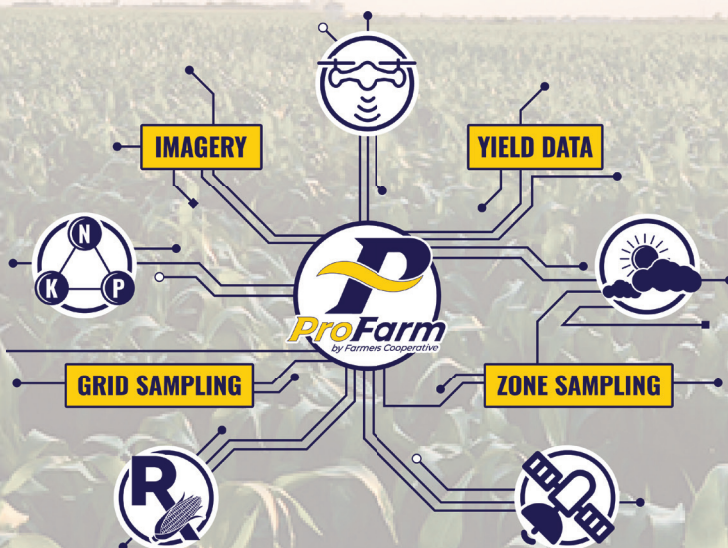 IMAGERY
YIELD DATA
N
K
P
ProFarm
by Farmers Cooperative
GRID SAMPLING
ZONE SAMPLING
R